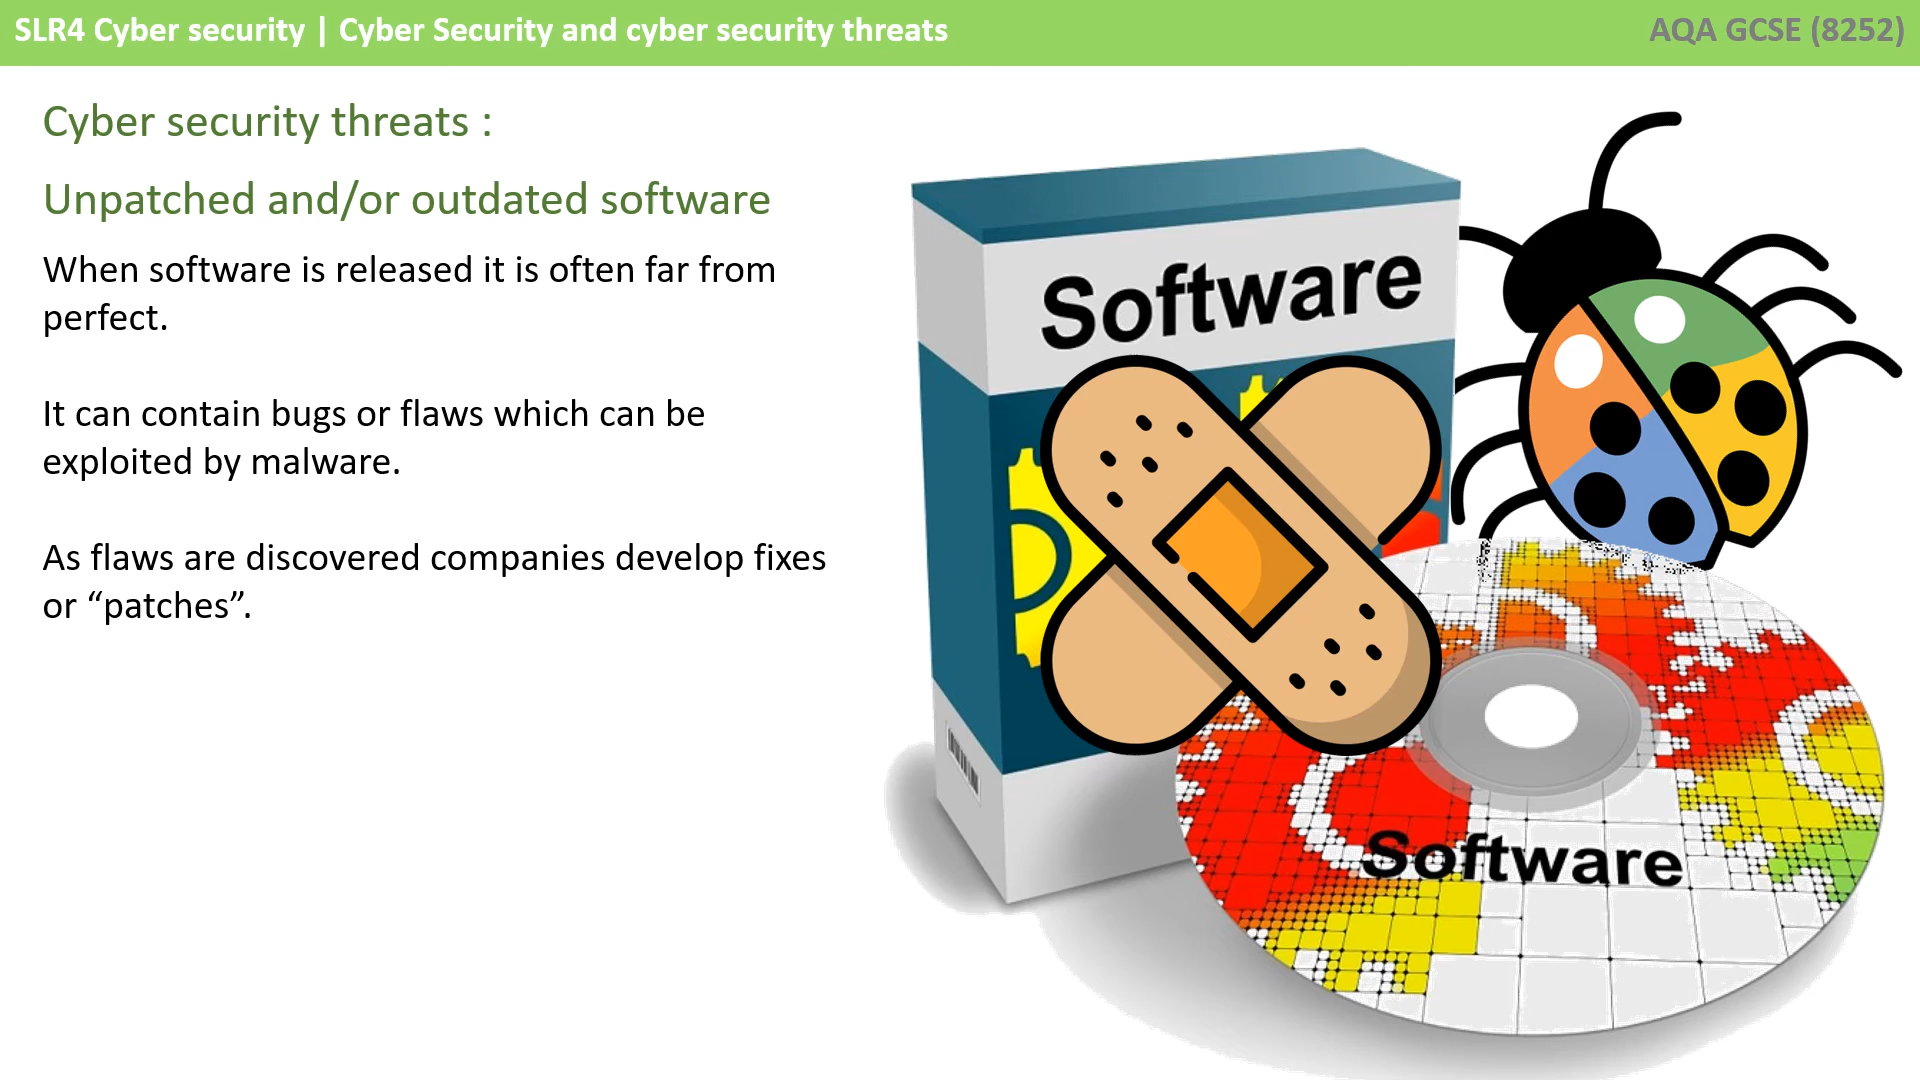 SLR4 Cyber security | Cyber Security and cyber security threats
AQA GCSE (8252)
Cyber security threats :
Unpatched and/or outdated software
When software is released it is often far from
perfect.
It can contain bugs or flaws which can be
exploited by malware.
As flaws are discovered companies develop fixes
or “patches”.
Software
Software